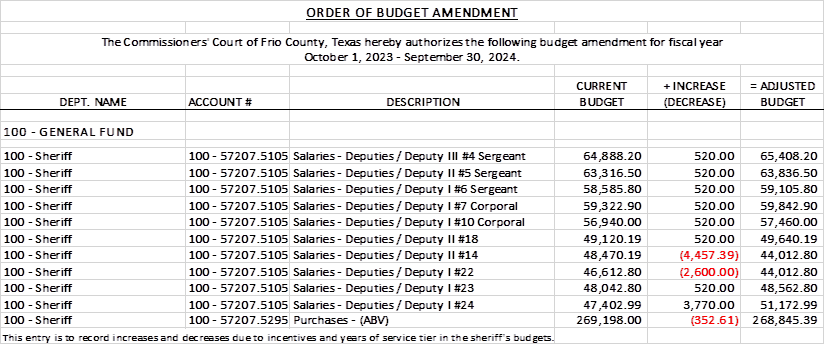 ORDER OF BUDGET AMENDMENT
The Commissioners' Court of Frio County, Texas hereby authorizes the following budget amendment for fiscal year
October 1, 2023 - September 30, 2024.
CURRENT + INCREASE = ADJUSTED
DEPT. NAME ACCOUNT # DESCRIPTION BUDGET (DECREASE) BUDGET
100 - GENERAL FUND
100 - Sheriff 100 - 57207.5105 Salaries - Deputies / Deputy III #4 Sergeant 64,888.20 520.00 65,408.20
100 - Sheriff 100 - 57207.5105 Salaries - Deputies / Deputy II #5 Sergeant 63,316.50 520.00 63,836.50
100 - Sheriff 100 - 57207.5105 Salaries - Deputies / Deputy I #6 Sergeant 58,585.80 520.00 59,105.80
100 - Sheriff 100 - 57207.5105 Salaries - Deputies / Deputy I #7 Corporal 59,322.90 520.00 59,842.90
100 - Sheriff 100 - 57207.5105 Salaries - Deputies / Deputy I #10 Corporal 56,940.00 520.00 57,460.00
100 - Sheriff 100 - 57207.5105 Salaries - Deputies / Deputy II #18 49,120.19 520.00 49,640.19
100 - Sheriff 100 - 57207.5105 Salaries - Deputies / Deputy II #14 48,470.19 (4,457.39) 44,012.80
100 - Sheriff 100 - 57207.5105 Salaries - Deputies / Deputy I #22 46,612.80 (2,600.00) 44,012.80
100 - Sheriff 100 - 57207.5105 Salaries - Deputies / Deputy I #23 48,042.80 520.00 48,562.80
100 - Sheriff 100 - 57207.5105 Salaries - Deputies / Deputy I #24 47,402.99 3,770.00 51,172.99
100 - Sheriff 100 - 57207.5295 Purchases - (ABV) 269,198.00 (352.61) 268,845.39
This entry is to record increases and decreases due to incentives and years of service tier in the sheriff's budgets.